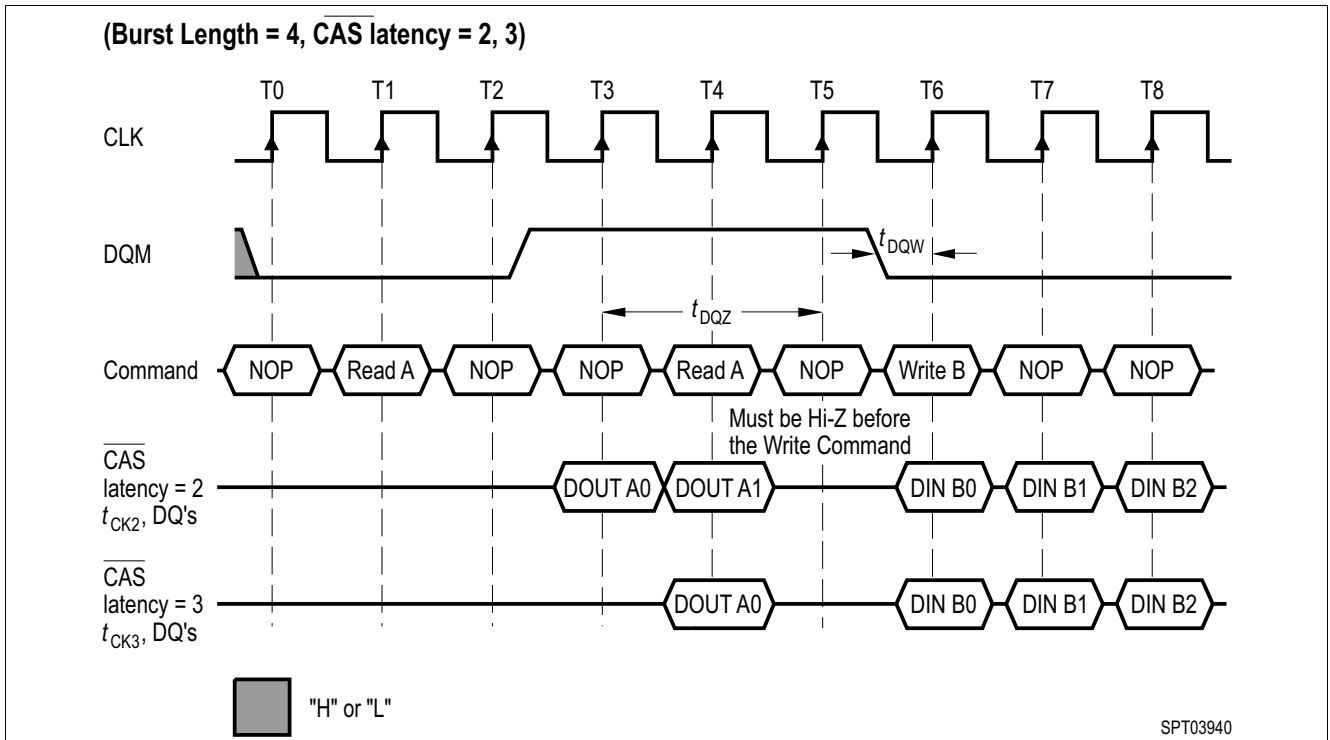 (Burst Length = 4, CAS latency = 2, 3)
T0 T1 T2 T3 T4 T5 T6 T7 T8
CLK
DQM
tDQW
tDQZ
Command NOP Read A NOP NOP Read A NOP Write B NOP NOP
Must be Hi-Z before
the Write Command
CAS
latency = 2
tCK2, DQ's
DOUT A0 DOUT A1 DIN B0 DIN B1 DIN B2
CAS
latency = 3
tCK3, DQ's
DOUT A0 DIN B0 DIN B1 DIN B2
"H" or "L"
SPT03940